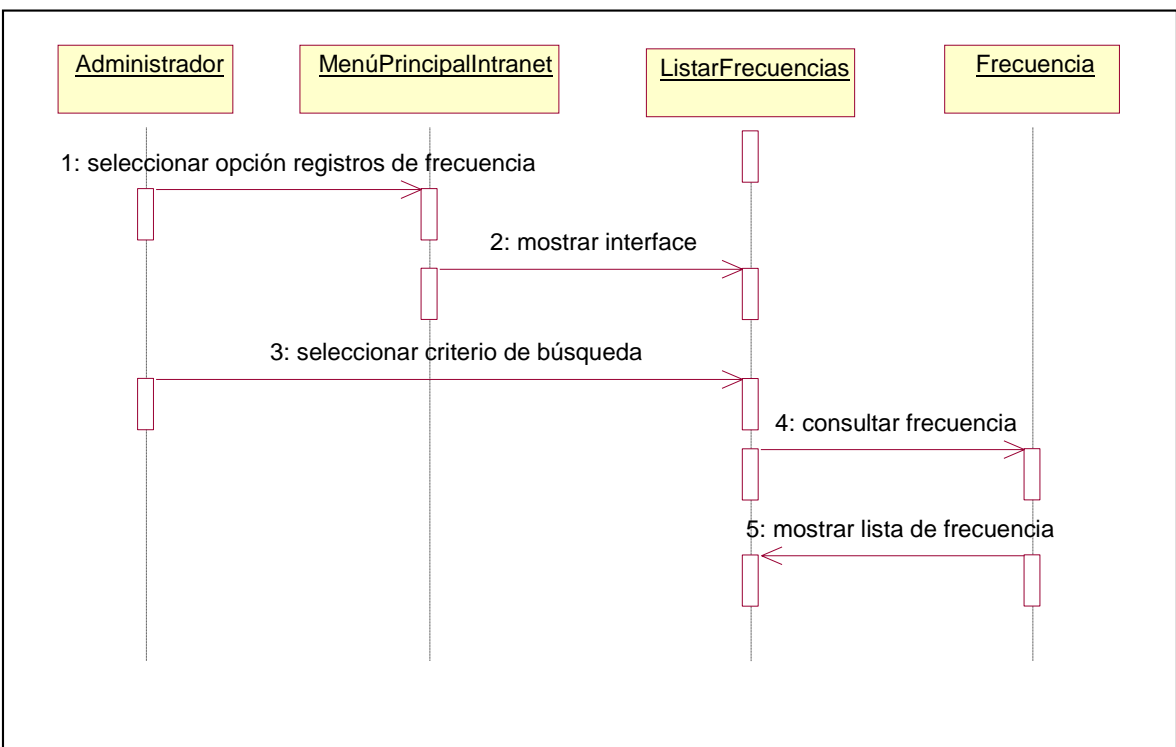 Administrador
MenúPrincipalIntranet
ListarFrecuencias
Frecuencia
1: seleccionar opción registros de frecuencia
2: mostrar interface
3: seleccionar criterio de búsqueda
4: consultar frecuencia
5: mostrar lista de frecuencia